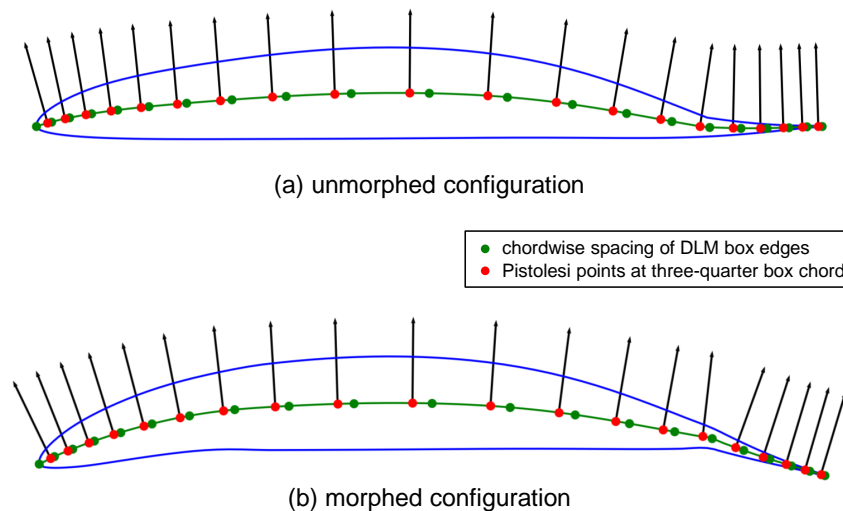 (a) unmorphed configuration
chordwise spacing of DLM box edges
Pistolesi points at three-quarter box chord
(b) morphed configuration